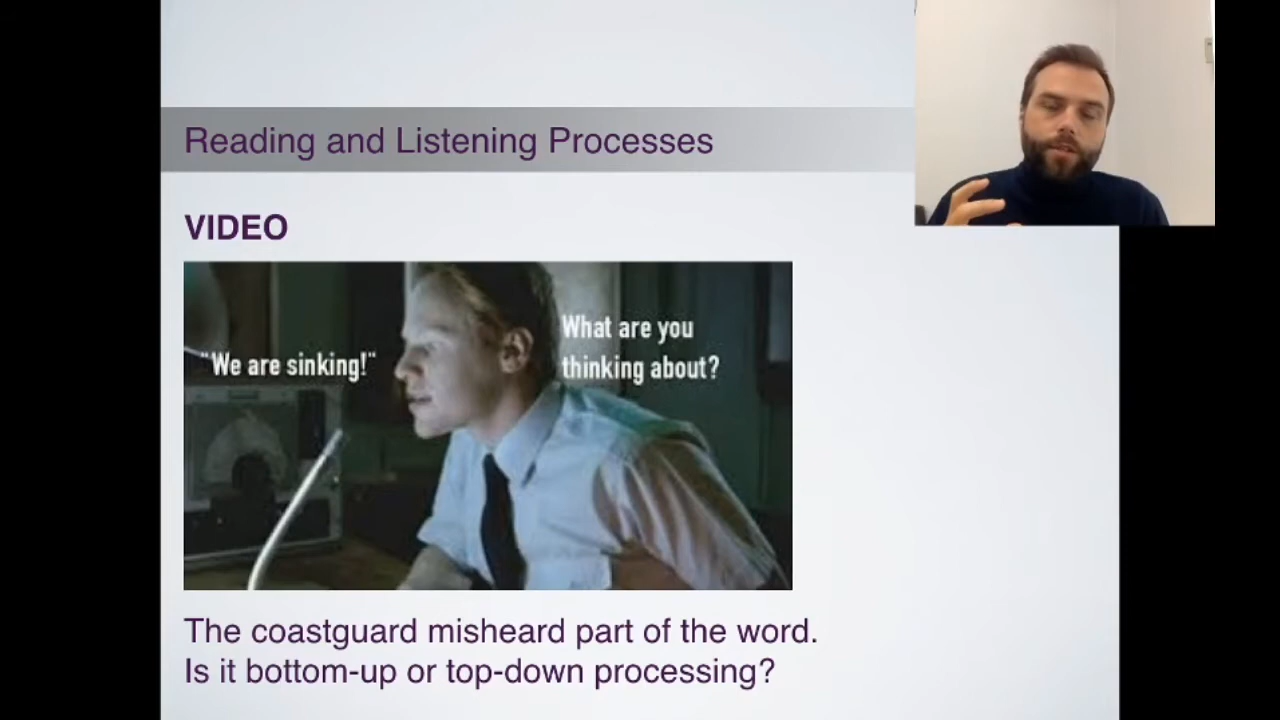 Reading and Listening Processes
VIDEO
"We are sinking!"
What are you
thinking about?
The coastguard misheard part of the word.
Is it bottom-up or top-down processing?